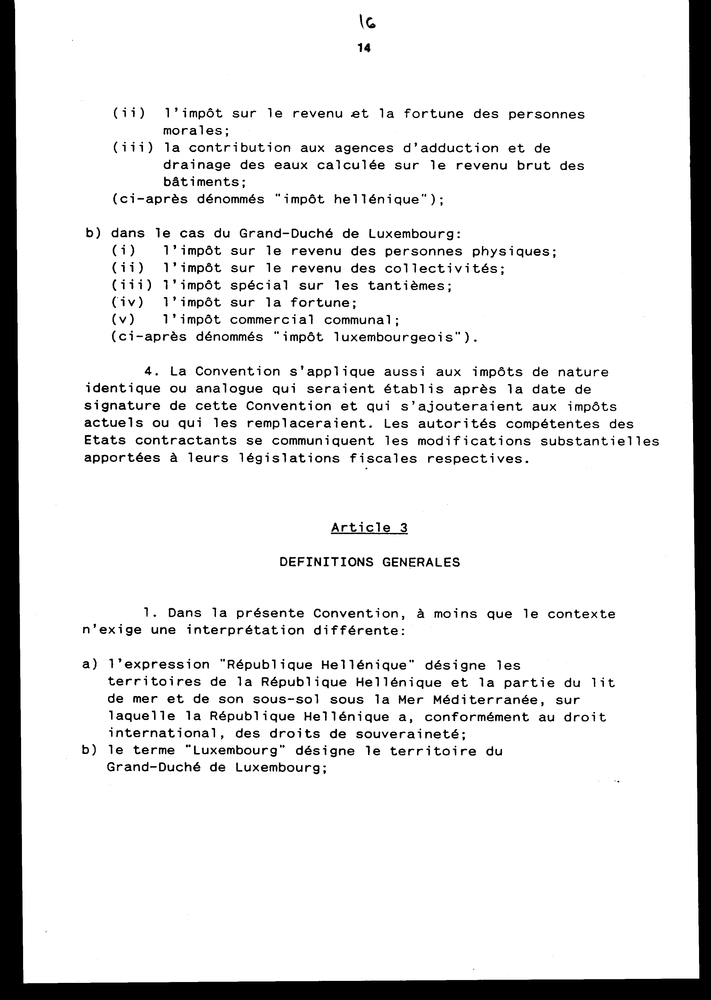 16
14
(ii) l'impôt sur le revenu et la fortune des personnes
morales;
(iii) la contribution aux agences d'adduction et de
drainage des eaux calculée sur le revenu brut des
bâtiments;
(ci-après dénommés "impôt hellénique");
b) dans le cas du Grand-Duché de Luxembourg:
(i) l'impôt sur le revenu des personnes physiques;
(ii) l'impôt sur le revenu des collectivités;
(iii) l'impôt spécial sur les tantièmes;
(iv) l'impôt sur la fortune;
(v) l'impôt commercial communal;
(ci-après dénommés "impôt luxembourgeois").
4. La Convention s'applique aussi aux impôts de nature
identique ou analogue qui seraient établis après la date de
signature de cette Convention et qui s'ajouteraient aux impôts
actuels ou qui les remplaceraient. Les autorités compétentes des
Etats contractants se communiquent les modifications substantielles
apportées à leurs législations fiscales respectives.
Article 3
DEFINITIONS GENERALES
1. Dans la présente Convention, à moins que le contexte
n'exige une interprétation différente:
a) l'expression "République Hellénique" désigne les
territoires de la République Hellénique et la partie du lit
de mer et de son sous-sol sous la Mer Méditerranée, sur
laquelle la République Hellénique a, conformément au droit
international, des droits de souveraineté;
b) le terme "Luxembourg" désigne le territoire du
Grand-Duché de Luxembourg;